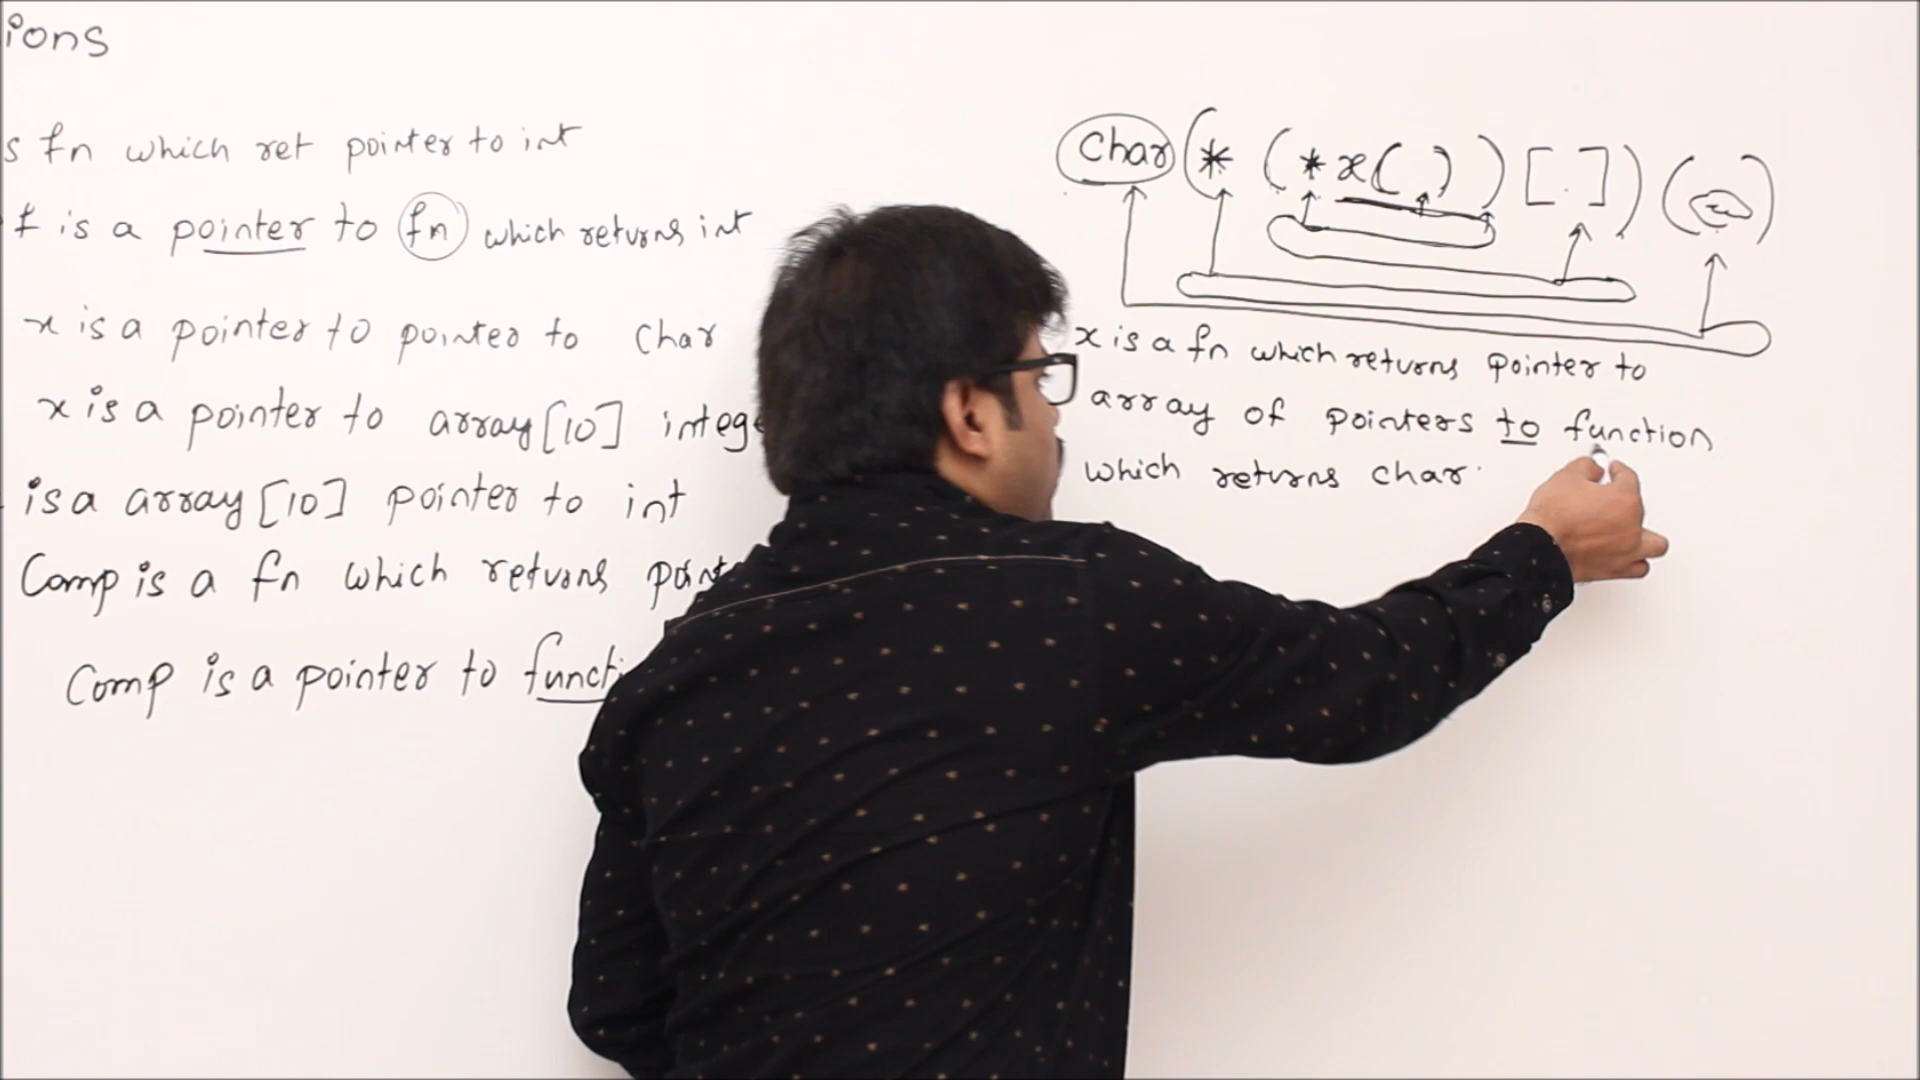 ions
s fn which ret pointer to int
f is a pointer to fn which returns int
x is a pointer to pointer to char
x is a pointer to array [10] intege
is a array [10] pointer to int
Comp is a fn which returns point
Comp is a pointer to functi
Char (* (*x( )) [ ]) ( )
x is a fn which returns pointer to
array of pointers to function
which returns char.